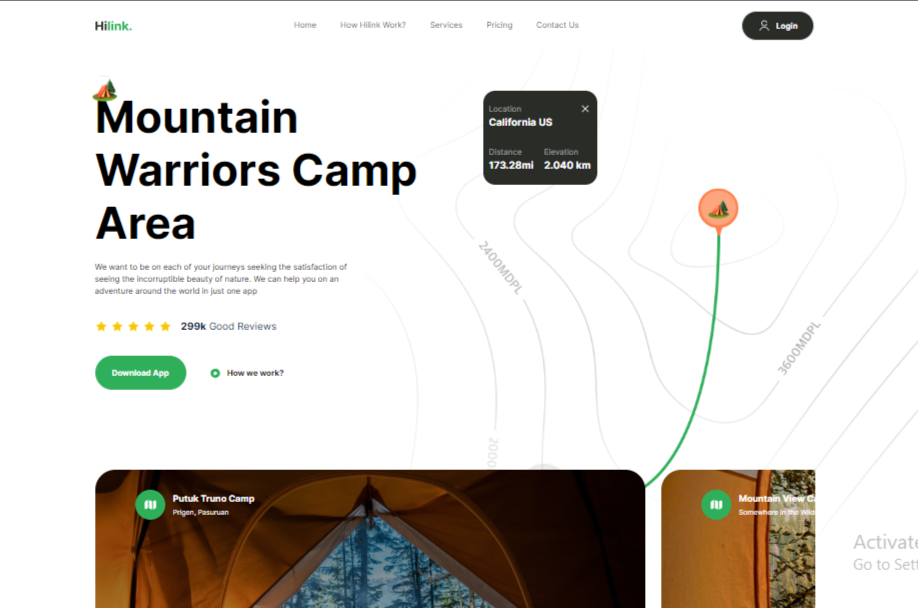 Hilink.
Home
How Hilink Work?
Services
Pricing
Contact Us
Login
Mountain
Warriors Camp
Area
We want to be on each of your journeys seeking the satisfaction of
seeing the incorruptible beauty of nature. We can help you on an
adventure around the world in just one app
299k Good Reviews
Download App
How we work?
Location
California US
Distance
Elevation
173.28mi
2.040 km
2400MDPL
3600MDPL
2000
Putuk Truno Camp
Prigen, Pasuruan
Mountain View
Somewhere in the
Activate
Go to